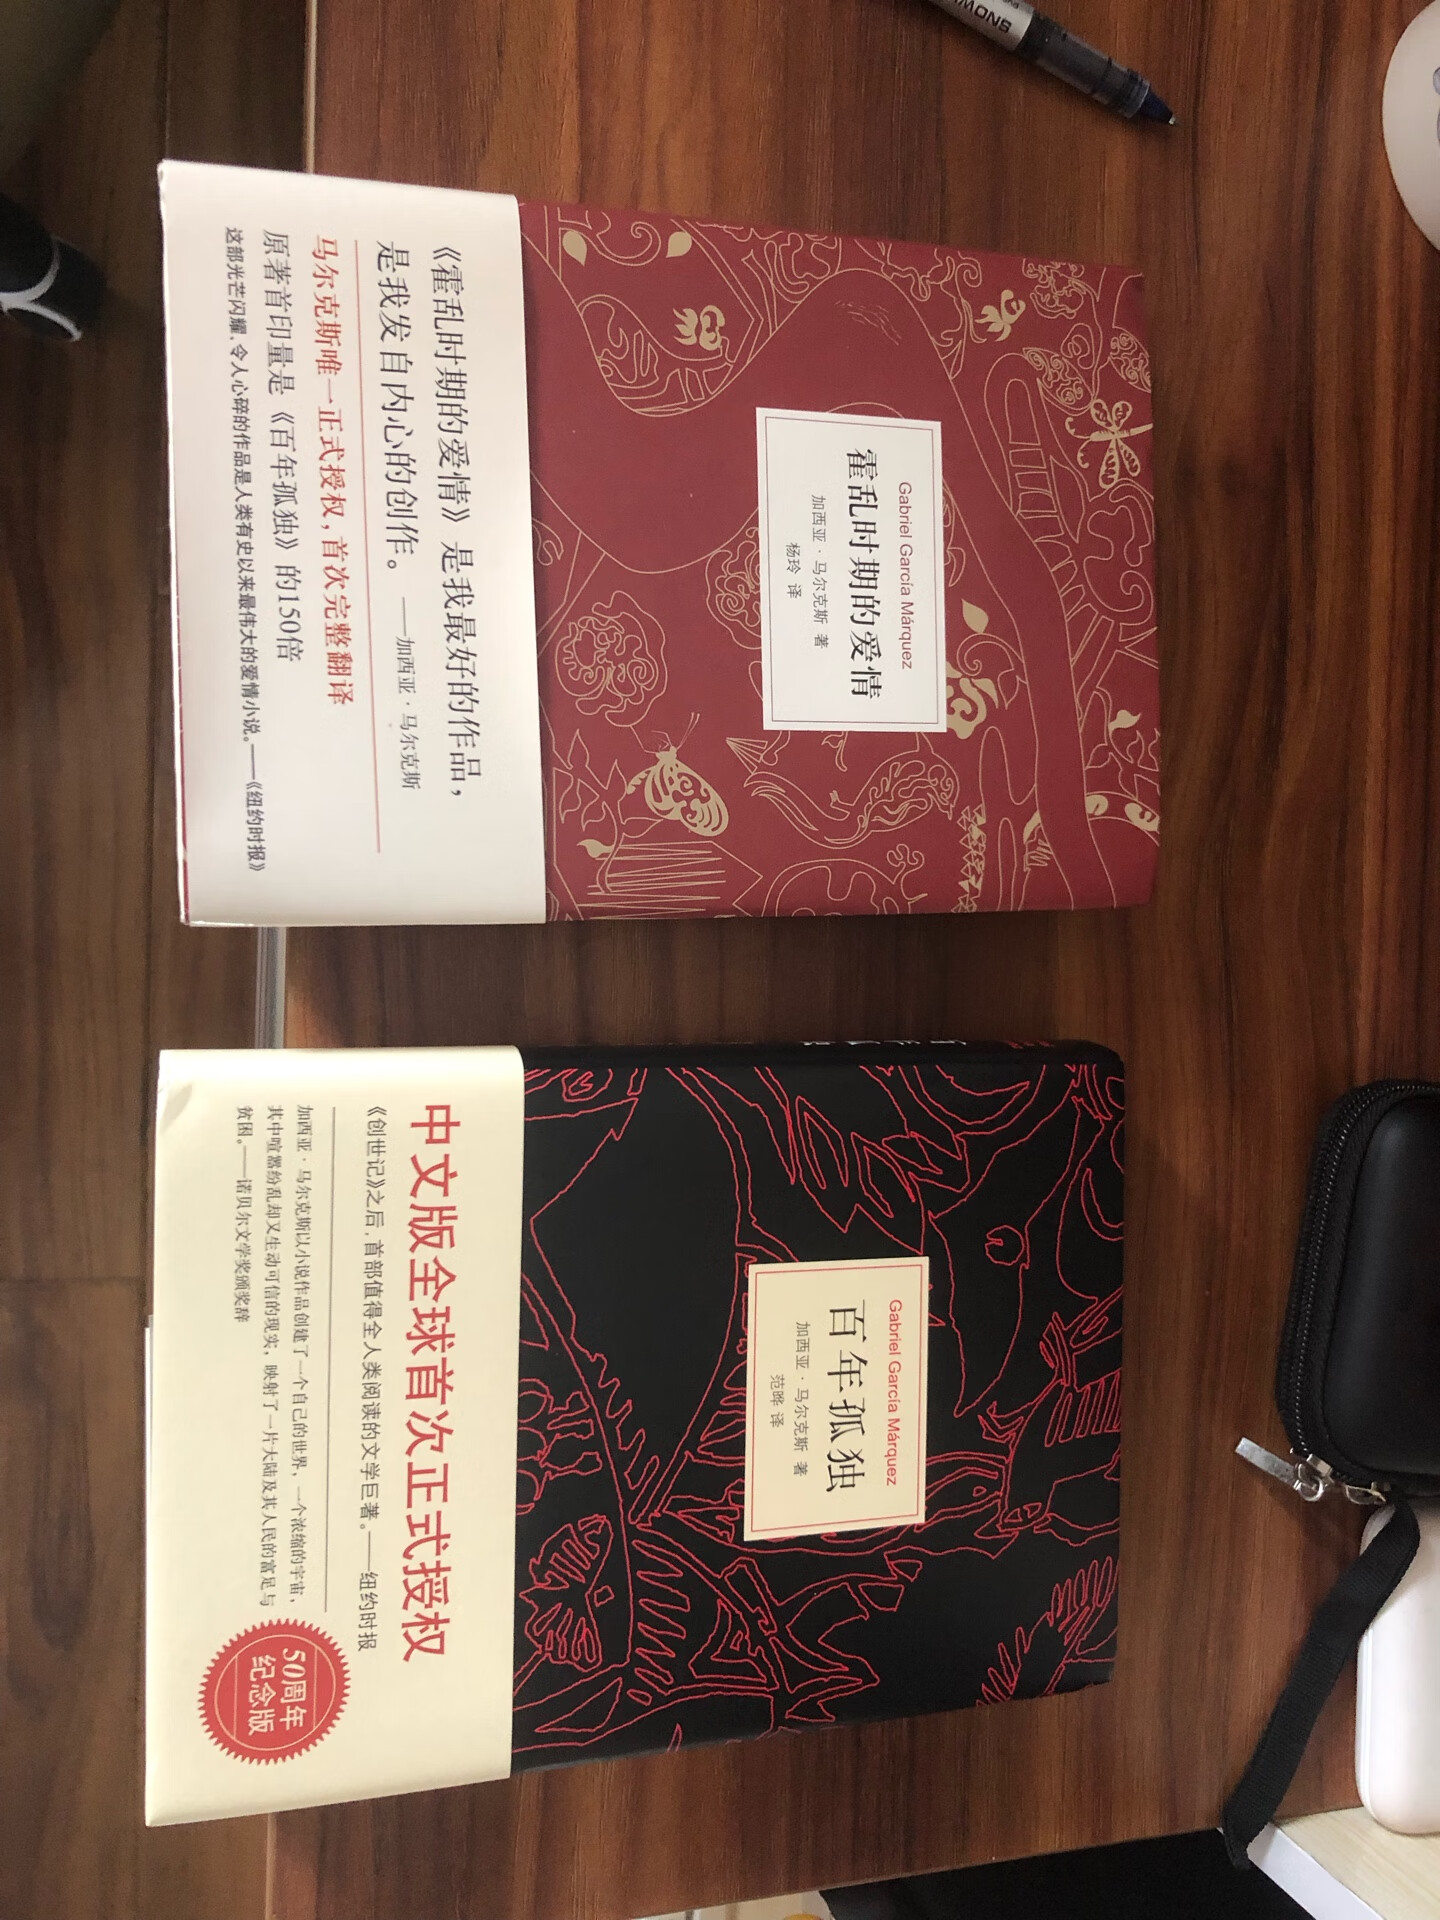 SNOWM
Gabriel García Márquez
霍乱时期的爱情
加西亚·马尔克斯 著
杨玲 译
《霍乱时期的爱情》是我最好的作品，
是我发自内心的创作。 ——加西亚·马尔克斯
马尔克斯唯一正式授权，首次完整翻译
原著首印量是《百年孤独》的150倍
这部光芒闪耀、令人心碎的作品是人类有史以来最伟大的爱情小说。——《纽约时报》
Gabriel García Márquez
百年孤独
加西亚·马尔克斯 著
范晔 译
中文版全球首次正式授权
《创世记》之后，首部值得全人类阅读的文学巨著。——纽约时报
加西亚·马尔克斯以小说作品创建了一个自己的世界，一个浓缩的宇宙，
其中喧嚣纷乱却又生动可信的现实，映射了一片大陆及其人民的富足与
贫困。——诺贝尔文学奖颁奖辞
50周年
纪念版